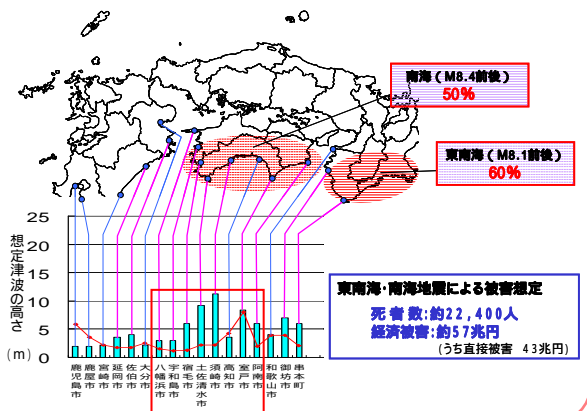 南海（M8.4前後）
50%
東南海（M8.1前後）
60%
想定津波の高さ
(m)
25
20
15
10
5
0
鹿児島市
鹿屋市
宮崎市
延岡市
佐伯市
大分市
八幡浜市
宇和島市
宿毛市
土佐清水市
須崎市
高知市
室戸市
阿南市
和歌山市
御坊市
串本町
東南海・南海地震による被害想定
死者数:約22,400人
経済被害:約57兆円
(うち直接被害 43兆円)